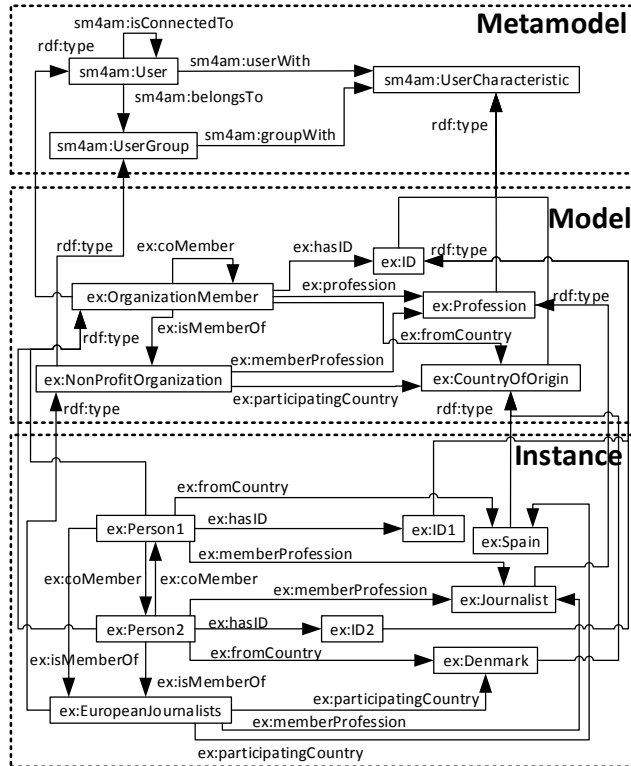 Metamodel
sm4am:isConnectedTo
rdf:type
sm4am:User
sm4am:userWith
sm4am:UserCharacteristic
sm4am:belongsTo
sm4am:UserGroup
sm4am:groupWith
rdf:type
Model
rdf:type
ex:coMember
ex:hasID
ex:ID
rdf:type
ex:OrganizationMember
ex:profession
ex:Profession
rdf:type
rdf:type
ex:isMemberOf
ex:fromCountry
ex:memberProfession
ex:NonProfitOrganization
ex:CountryOfOrigin
ex:participatingCountry
rdf:type
rdf:type
Instance
ex:fromCountry
ex:Person1
ex:hasID
ex:ID1
ex:Spain
ex:memberProfession
ex:coMember
ex:coMember
ex:memberProfession
ex:Journalist
ex:Person2
ex:hasID
ex:ID2
ex:fromCountry
ex:Denmark
ex:isMemberOf
ex:isMemberOf
ex:participatingCountry
ex:EuropeanJournalists
ex:memberProfession
ex:participatingCountry